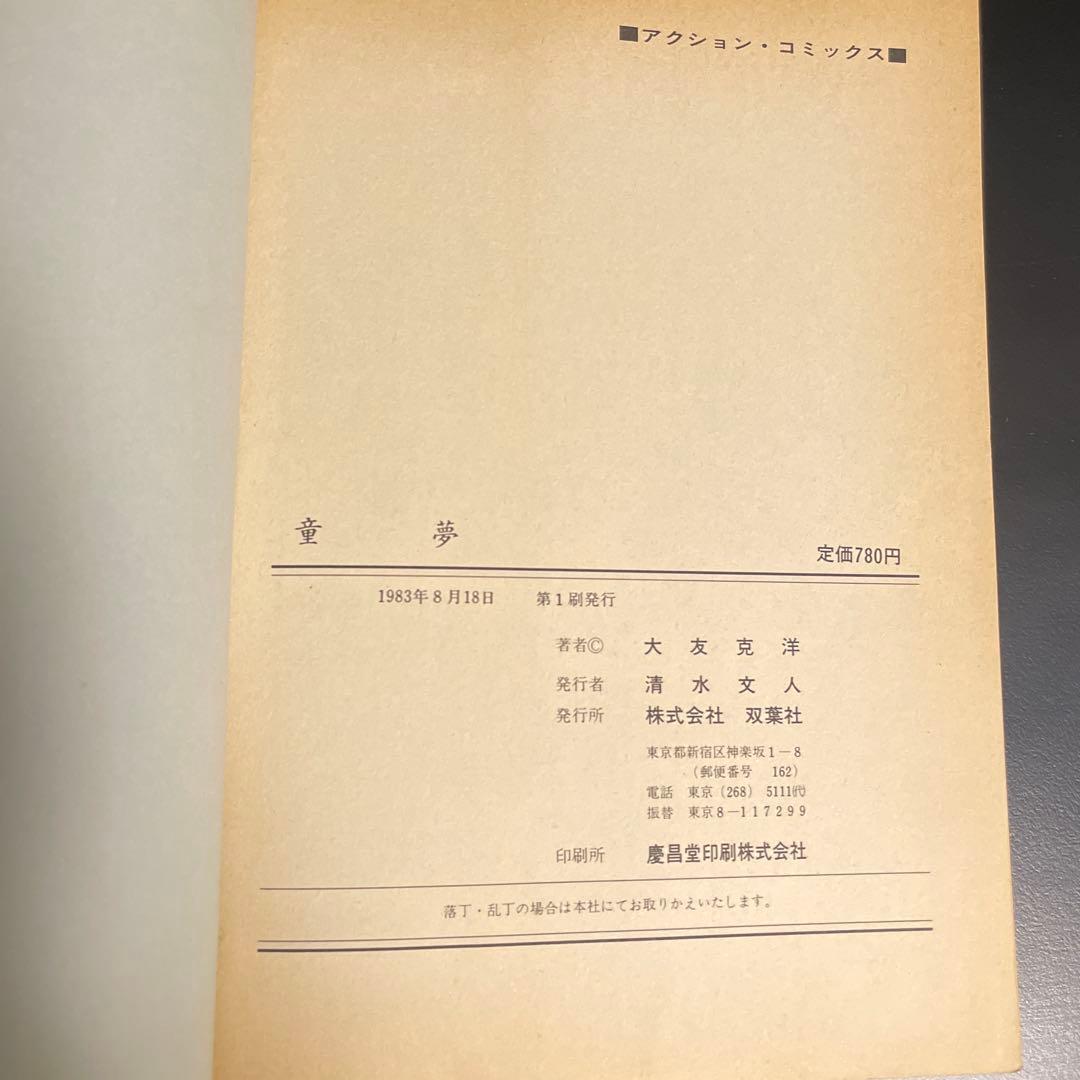 ■アクション・コミックス■
童 夢
定価780円
1983年8月18日 第1刷発行
著者© 大友克洋
発行者 清水文人
発行所 株式会社 双葉社
東京都新宿区神楽坂1−8
(郵便番号 162)
電話 東京(268) 5111㈹
振替 東京8−117299
印刷所 慶昌堂印刷株式会社
落丁・乱丁の場合は本社にてお取りかえいたします。